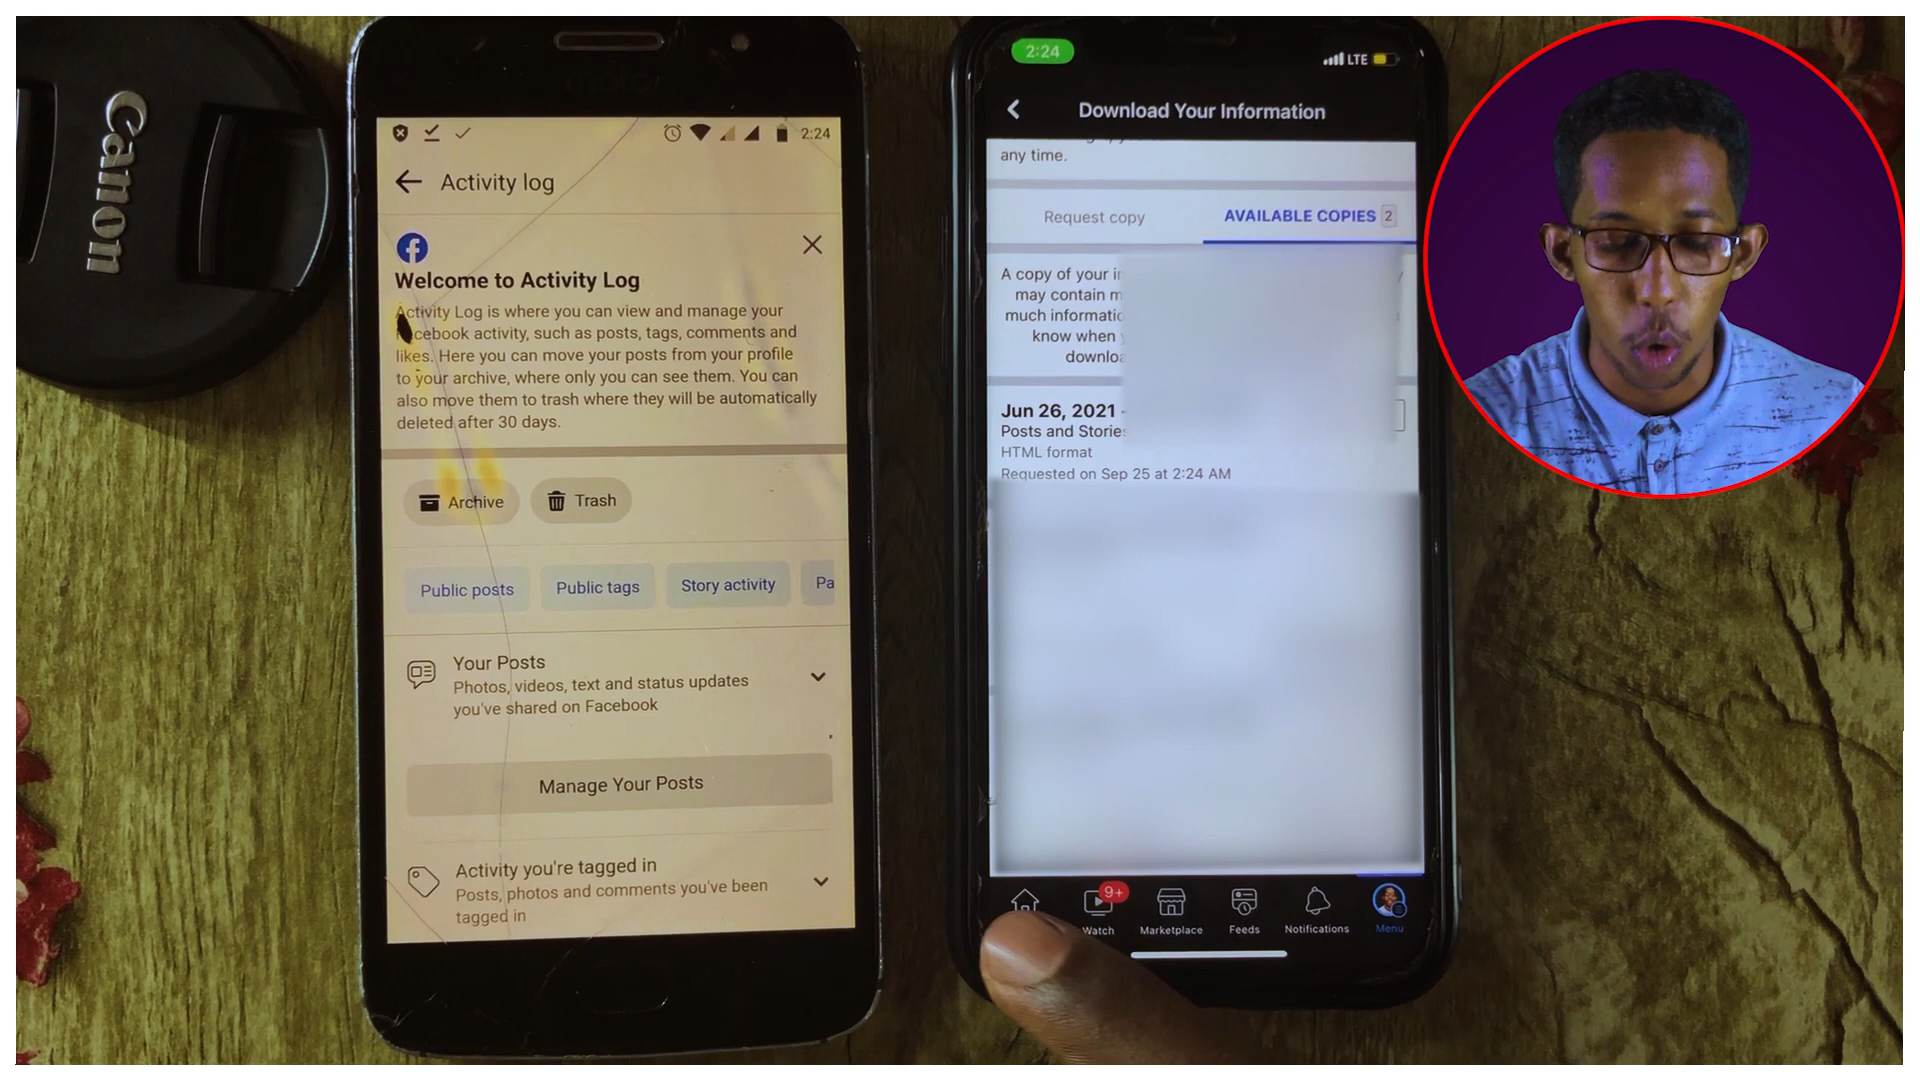 Canon
moto
2:24
Activity log
Welcome to Activity Log
Activity Log is where you can view and manage your
Facebook activity, such as posts, tags, comments and
likes. Here you can move your posts from your profile
to your archive, where only you can see them. You can
also move them to trash where they will be automatically
deleted after 30 days.
Archive Trash
Public posts Public tags Story activity Pa
Your Posts
Photos, videos, text and status updates
you've shared on Facebook
Manage Your Posts
Activity you're tagged in
Posts, photos and comments you've been
tagged in
2:24 LTE
Download Your Information
any time.
Request copy AVAILABLE COPIES 2
A copy of your
may contain
much
know when
Jun 26, 2021 -
Posts and Stories
HTML format
Requested on Sep 25 at 2:24 AM
9+
Watch Marketplace Feeds Notifications Menu